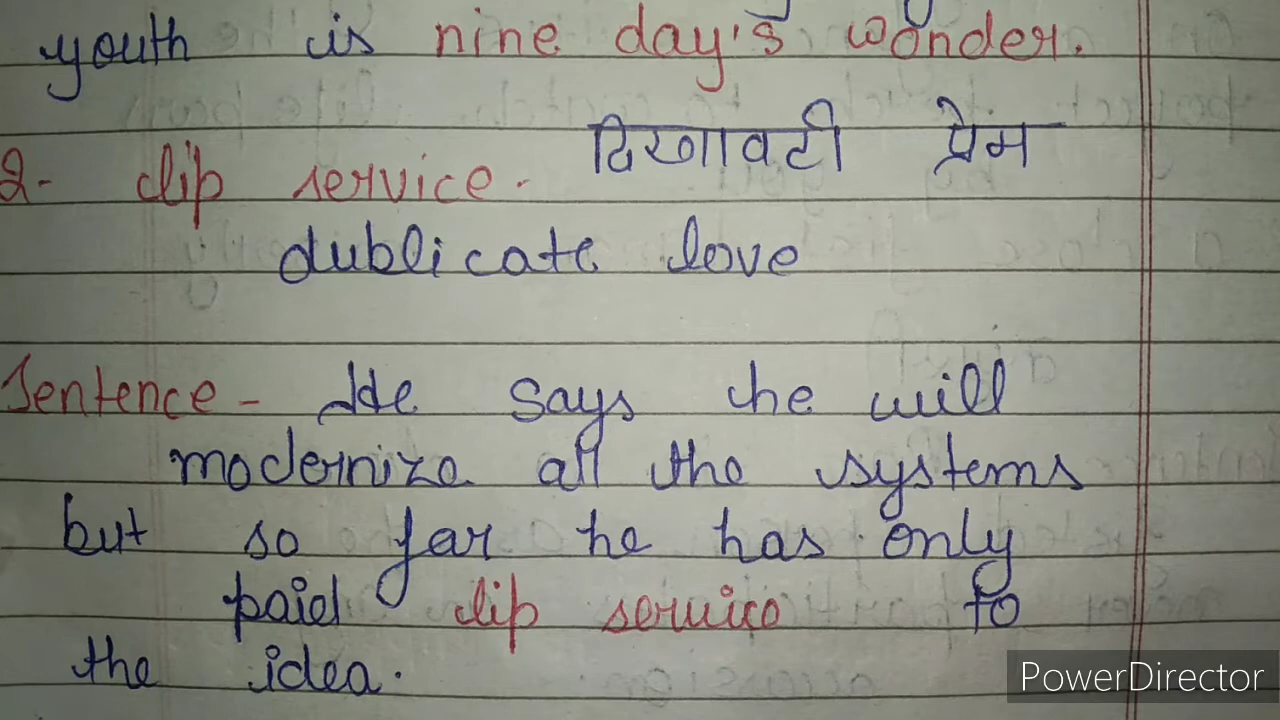 youth is nine day's wonder.
दिखावटी प्रेम
2- lip service.
dublicate love
Sentence - He says he will
modernize all the systems
but so far he has only
paid lip service to
the idea.
PowerDirector